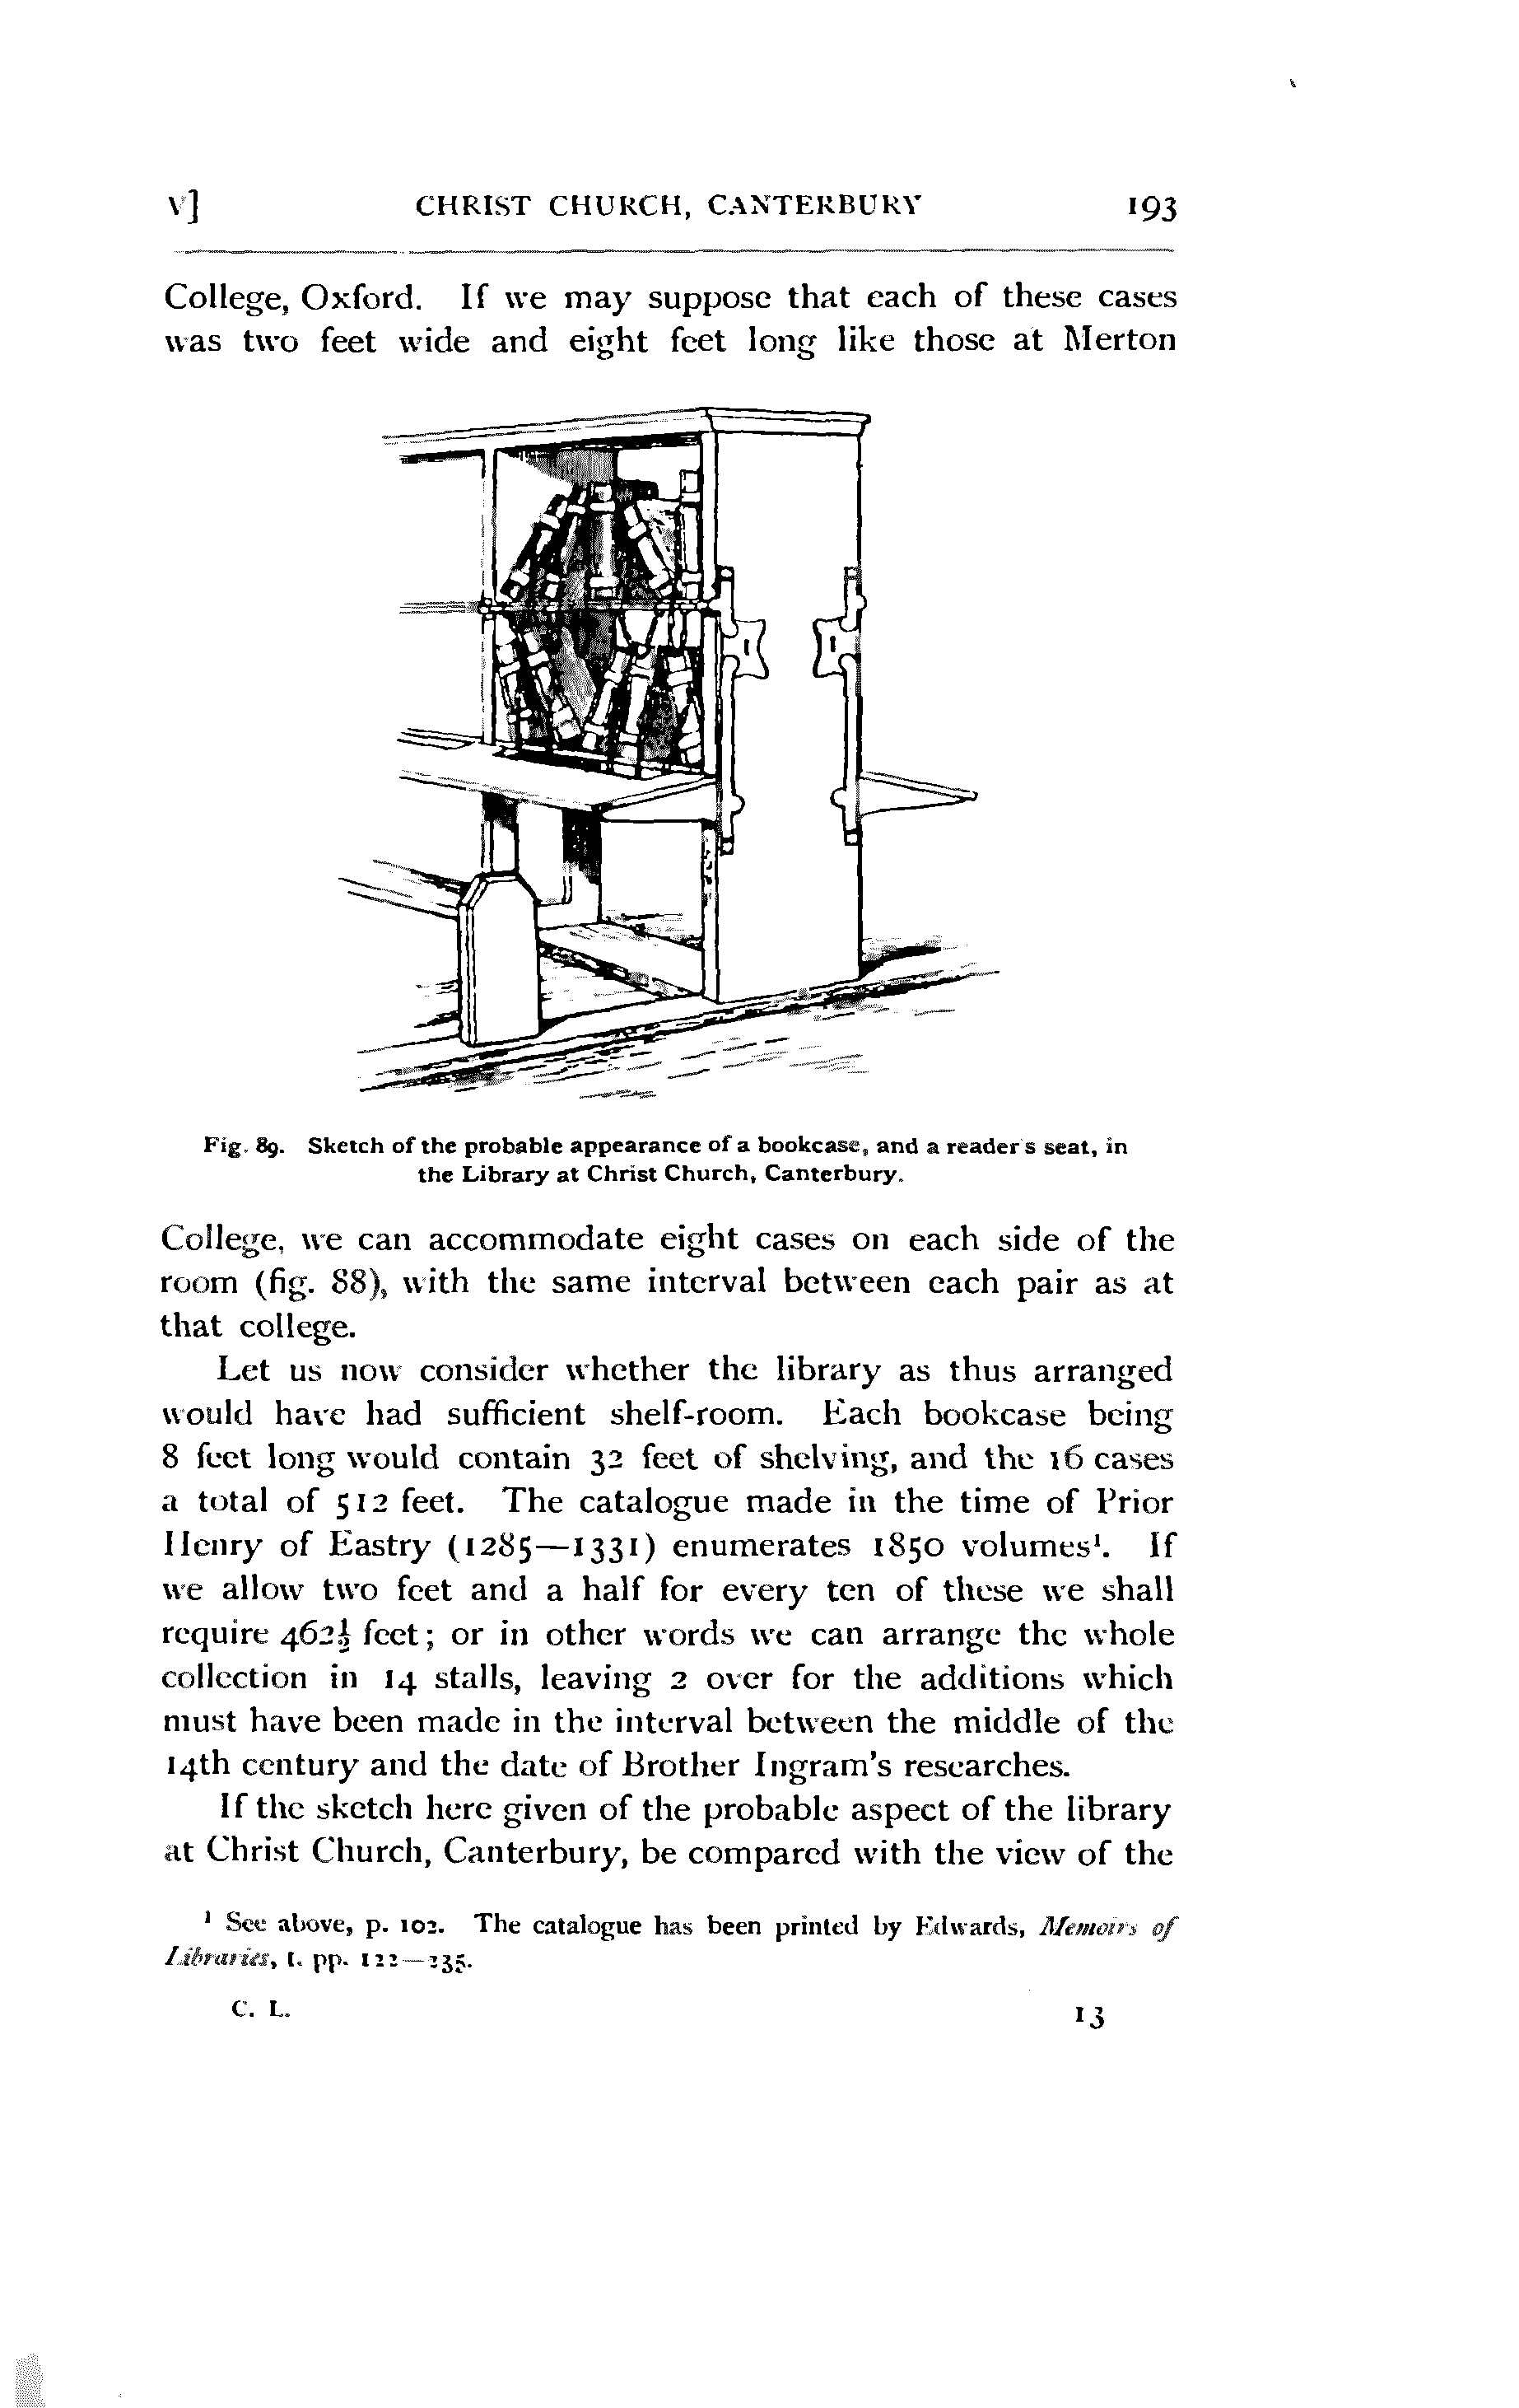 V] CHRIST CHURCH, CANTERBURY 193
College, Oxford. If we may suppose that each of these cases
was two feet wide and eight feet long like those at Merton
Fig. 89. Sketch of the probable appearance of a bookcase, and a reader's seat, in
the Library at Christ Church, Canterbury.
College, we can accommodate eight cases on each side of the
room (fig. 88), with the same interval between each pair as at
that college.
Let us now consider whether the library as thus arranged
would have had sufficient shelf-room. Each bookcase being
8 feet long would contain 32 feet of shelving, and the 16 cases
a total of 512 feet. The catalogue made in the time of Prior
Henry of Eastry (1285—1331) enumerates 1850 volumes¹. If
we allow two feet and a half for every ten of these we shall
require 462½ feet; or in other words we can arrange the whole
collection in 14 stalls, leaving 2 over for the additions which
must have been made in the interval between the middle of the
14th century and the date of Brother Ingram's researches.
If the sketch here given of the probable aspect of the library
at Christ Church, Canterbury, be compared with the view of the
¹ See above, p. 102. The catalogue has been printed by Edwards, Memoirs of
Libraries, I. pp. 122—235.
C. L. 13